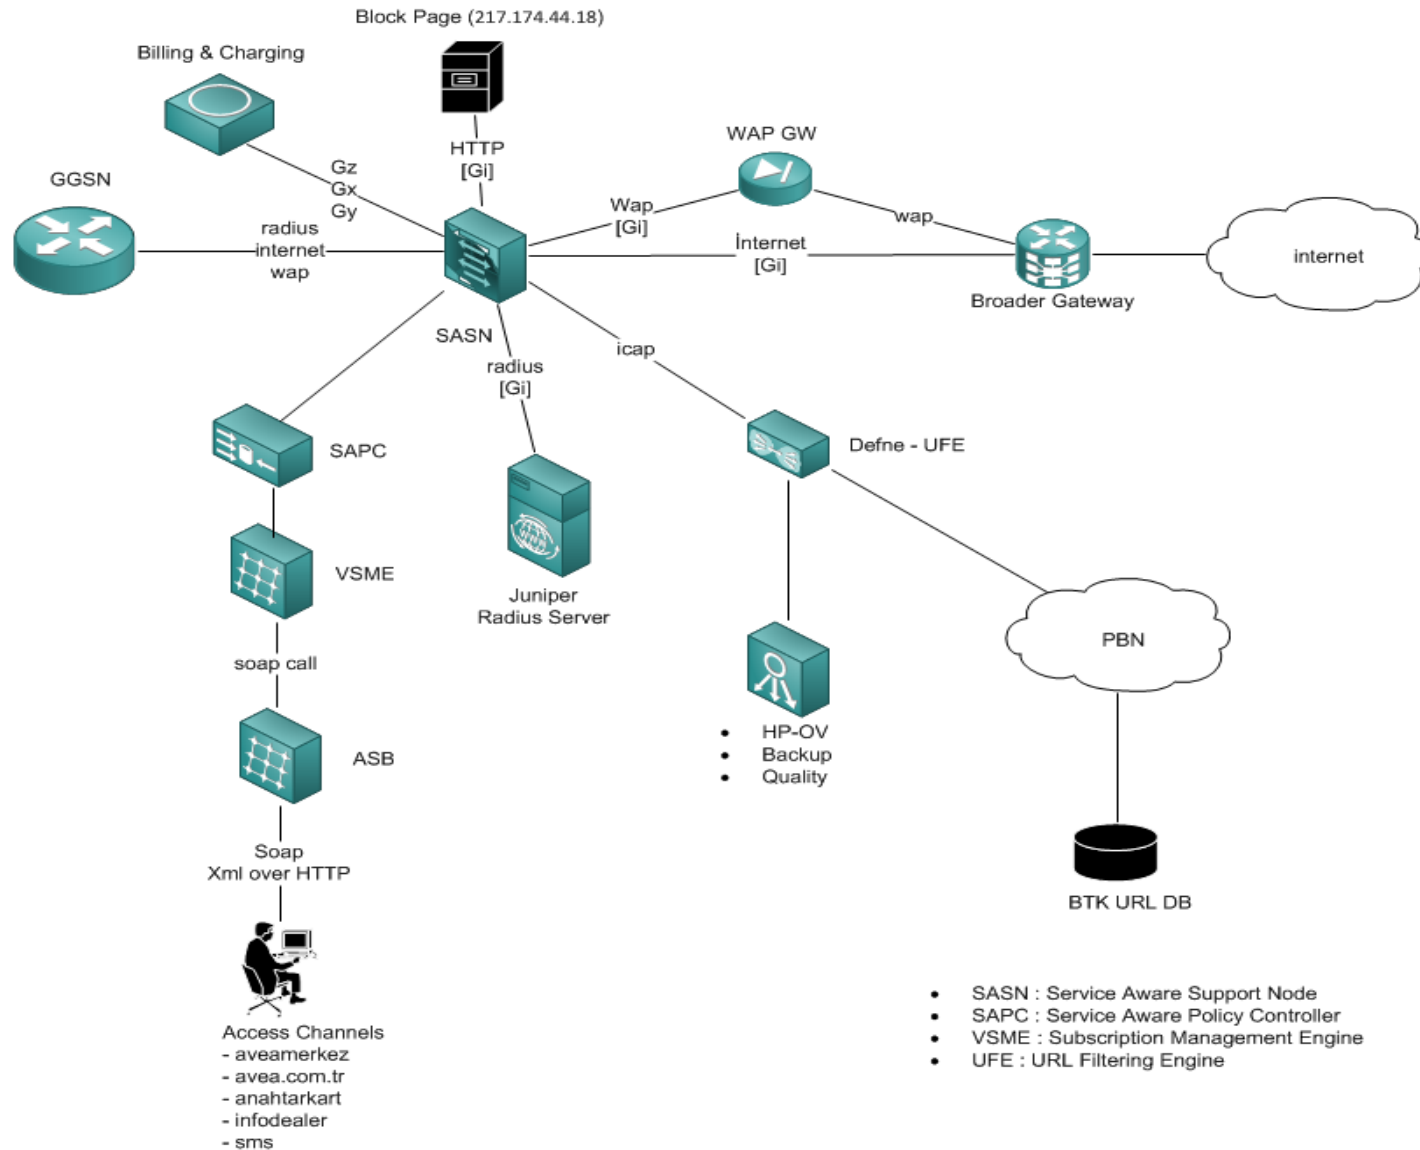 Block Page (217.174.44.18)
Billing & Charging
HTTP
[Gi]
WAP GW
GGSN
Gz
Gx
Gy
radius
internet
wap
Wap
[Gi]
wap
İnternet
[Gi]
internet
Broader Gateway
SASN
icap
radius
[Gi]
SAPC
Defne - UFE
VSME
Juniper
Radius Server
PBN
soap call
HP-OV
Backup
Quality
ASB
Soap
Xml over HTTP
BTK URL DB
Access Channels
- aveamerkez
- avea.com.tr
- anahtarkart
- infodealer
- sms
• SASN : Service Aware Support Node
• SAPC : Service Aware Policy Controller
• VSME : Subscription Management Engine
• UFE : URL Filtering Engine